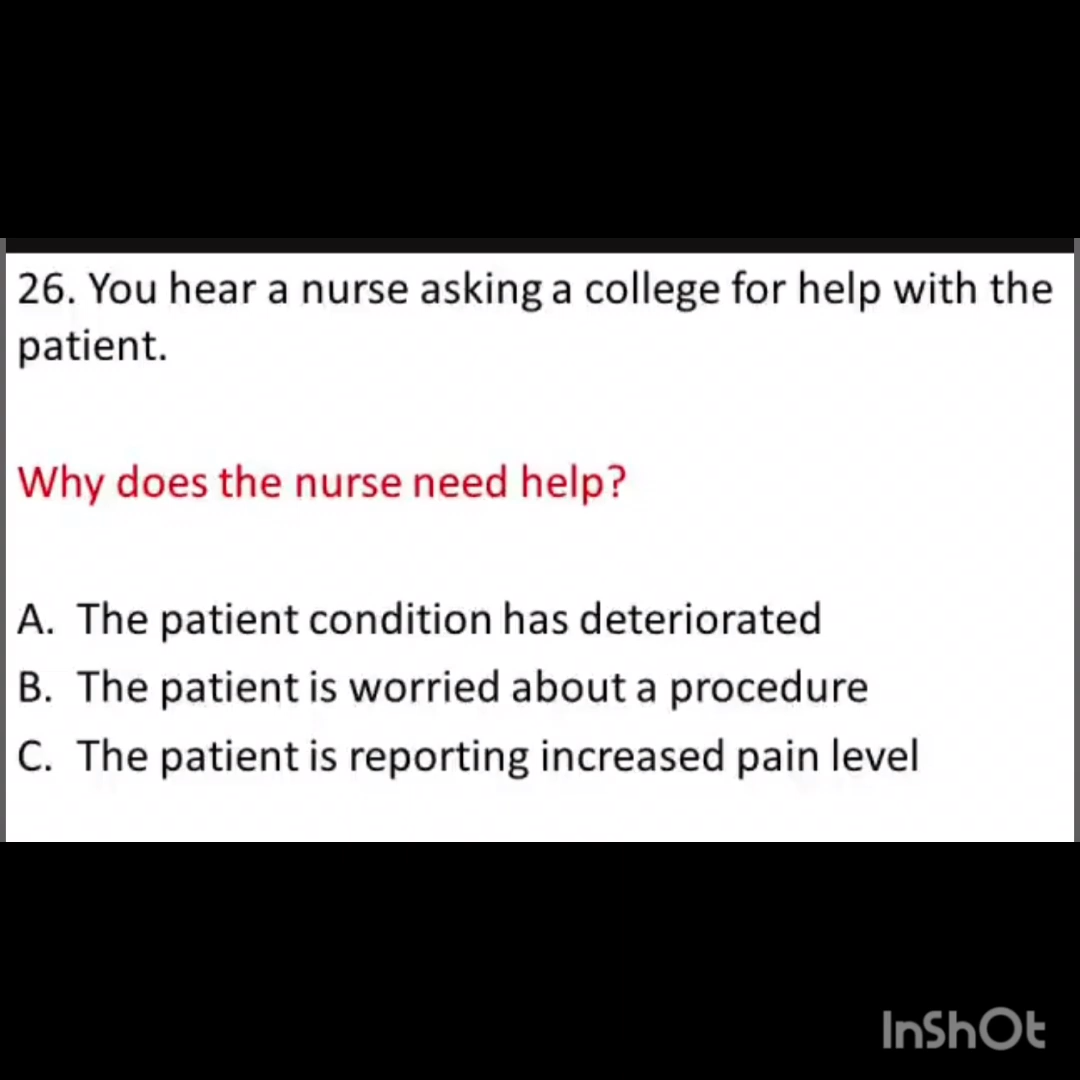 26. You hear a nurse asking a college for help with the
patient.
Why does the nurse need help?
A. The patient condition has deteriorated
B. The patient is worried about a procedure
C. The patient is reporting increased pain level
InShOt